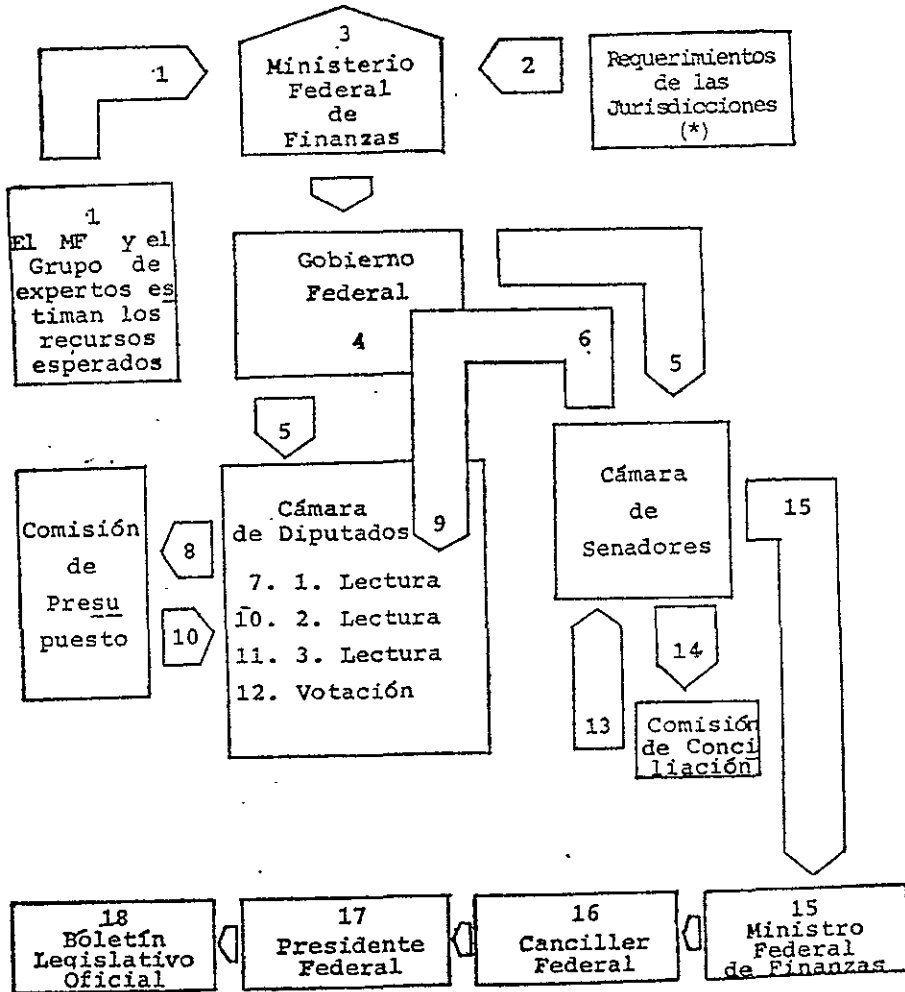 3
Ministerio
Federal
de
Finanzas
1
2
Requerimientos
de las
Jurisdicciones
(*)
1
El MF y el
Grupo de
expertos es
timan los
recursos
esperados
Gobierno
Federal
4
6
5
5
Cámara
de
Senadores
15
Comisión
de
Presu
puesto
8
10
Cámara
de Diputados
9
7. 1. Lectura
10. 2. Lectura
11. 3. Lectura
12. Votación
13
14
Comisión
de Conci
liación
18
Boletín
Legislativo
Oficial
17
Presidente
Federal
16
Canciller
Federal
15
Ministro
Federal
de Finanzas